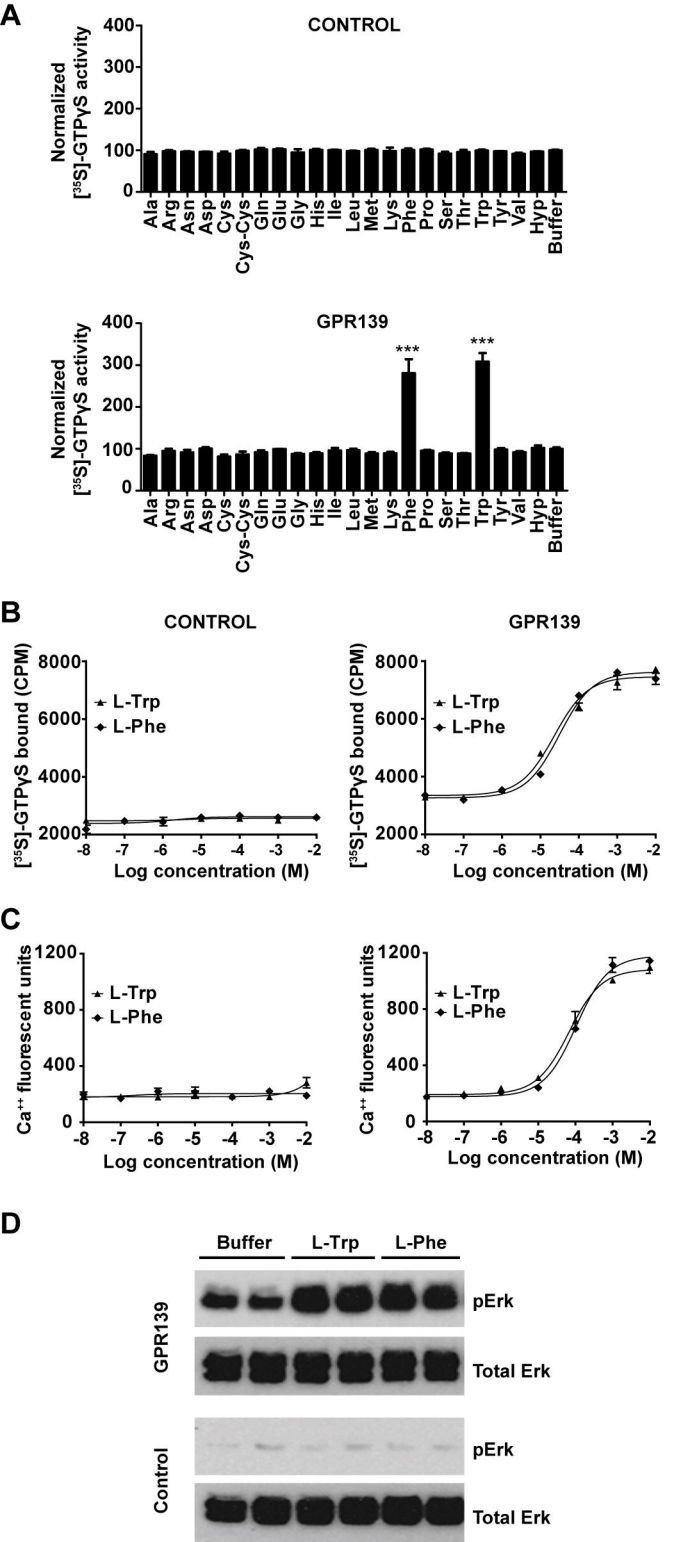 A
CONTROL
Normalized
[³⁵S]-GTPγS activity
400
300
200
100
0
Ala Arg Asn Asp Cys Cys-Cys Gln Glu Gly His Ile Leu Met Lys Phe Pro Ser Thr Trp Tyr Val Hyp Buffer
GPR139
Normalized
[³⁵S]-GTPγS activity
400
300
200
100
0
*** ***
Ala Arg Asn Asp Cys Cys-Cys Gln Glu Gly His Ile Leu Met Lys Phe Pro Ser Thr Trp Tyr Val Hyp Buffer
B
CONTROL
[³⁵S]-GTPγS bound (CPM)
8000
6000
4000
2000
L-Trp
L-Phe
-8 -7 -6 -5 -4 -3 -2
Log concentration (M)
GPR139
[³⁵S]-GTPγS bound (CPM)
8000
6000
4000
2000
L-Trp
L-Phe
-8 -7 -6 -5 -4 -3 -2
Log concentration (M)
C
Ca⁺⁺ fluorescent units
1200
800
400
0
L-Trp
L-Phe
-8 -7 -6 -5 -4 -3 -2
Log concentration (M)
Ca⁺⁺ fluorescent units
1200
800
400
0
L-Trp
L-Phe
-8 -7 -6 -5 -4 -3 -2
Log concentration (M)
D
Buffer L-Trp L-Phe
GPR139
pErk
Total Erk
Control
pErk
Total Erk